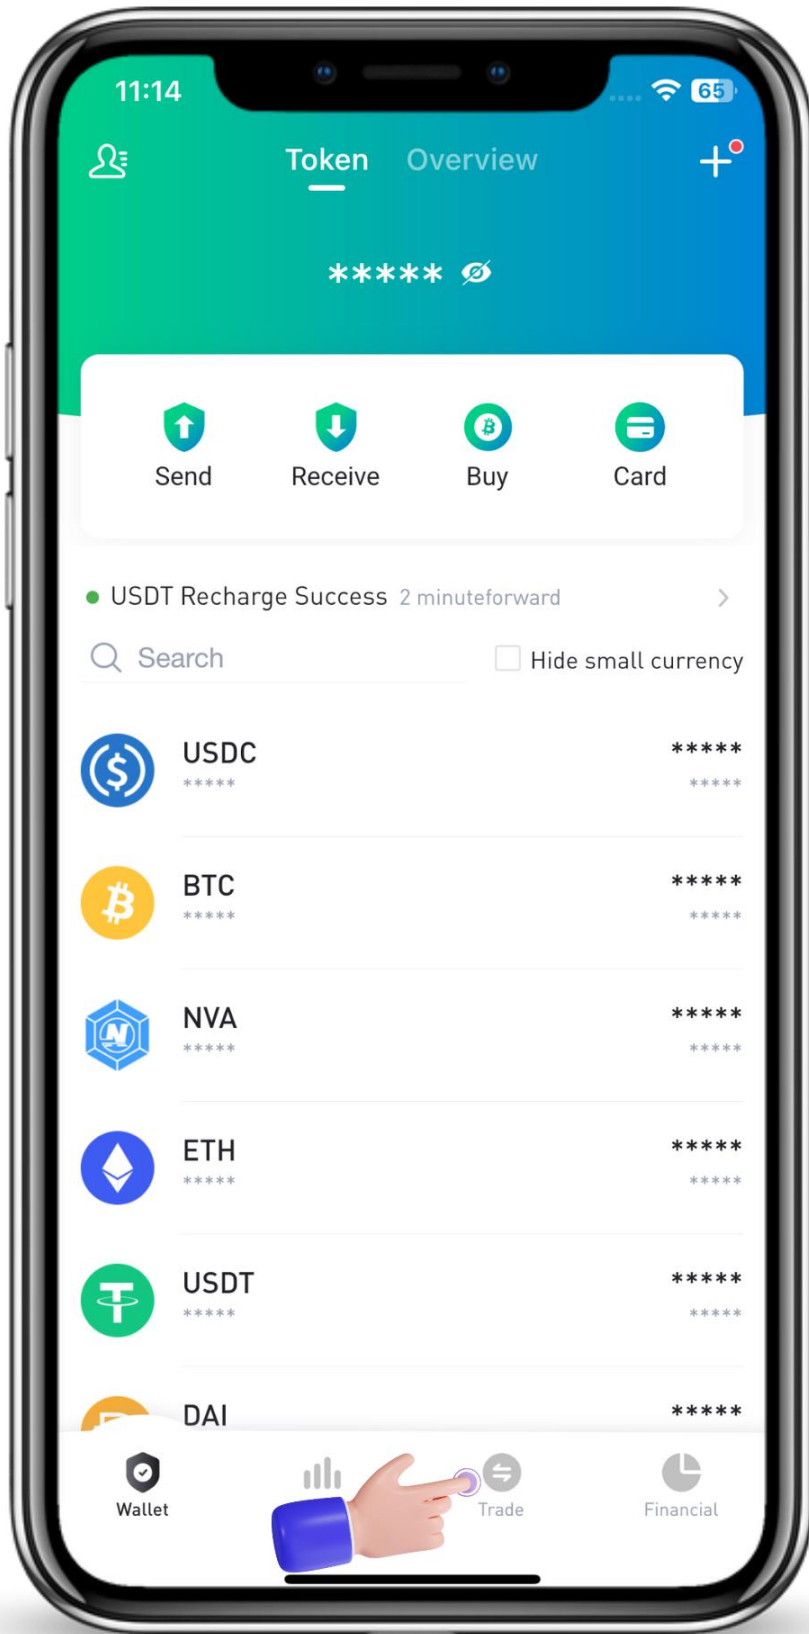 11:14
65
Token Overview
*****
Send Receive Buy Card
USDT Recharge Success 2 minuteforward
Search Hide small currency
USDC *****
***** *****
BTC *****
***** *****
NVA *****
***** *****
ETH *****
***** *****
USDT *****
***** *****
DAI *****
Wallet Trade Financial